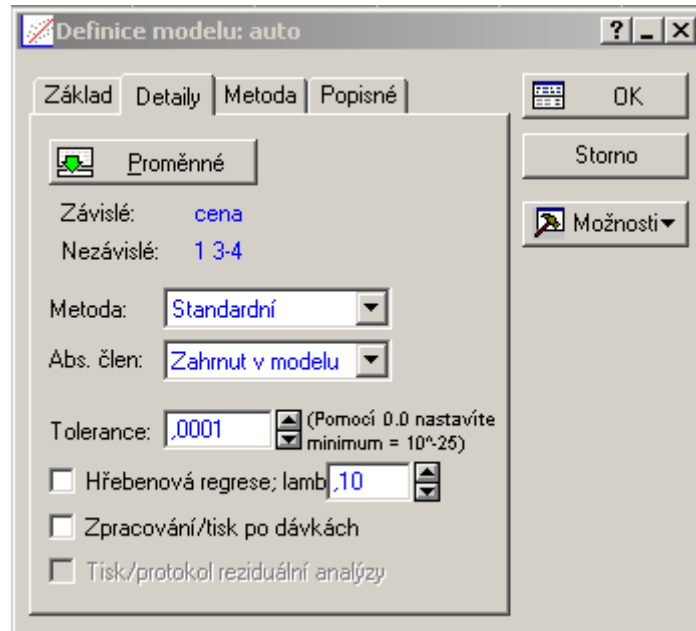 Definice modelu: auto
Základ Detaily Metoda Popisné
OK
Proměnné
Storno
Závislé: cena
Nezávislé: 1 3-4
Možnosti
Metoda: Standardní
Abs. člen: Zahrnut v modelu
Tolerance: ,0001 (Pomocí 0.0 nastavíte
minimum = 10^-25)
Hřebenová regrese; lamb ,10
Zpracování/tisk po dávkách
Tisk/protokol reziduální analýzy